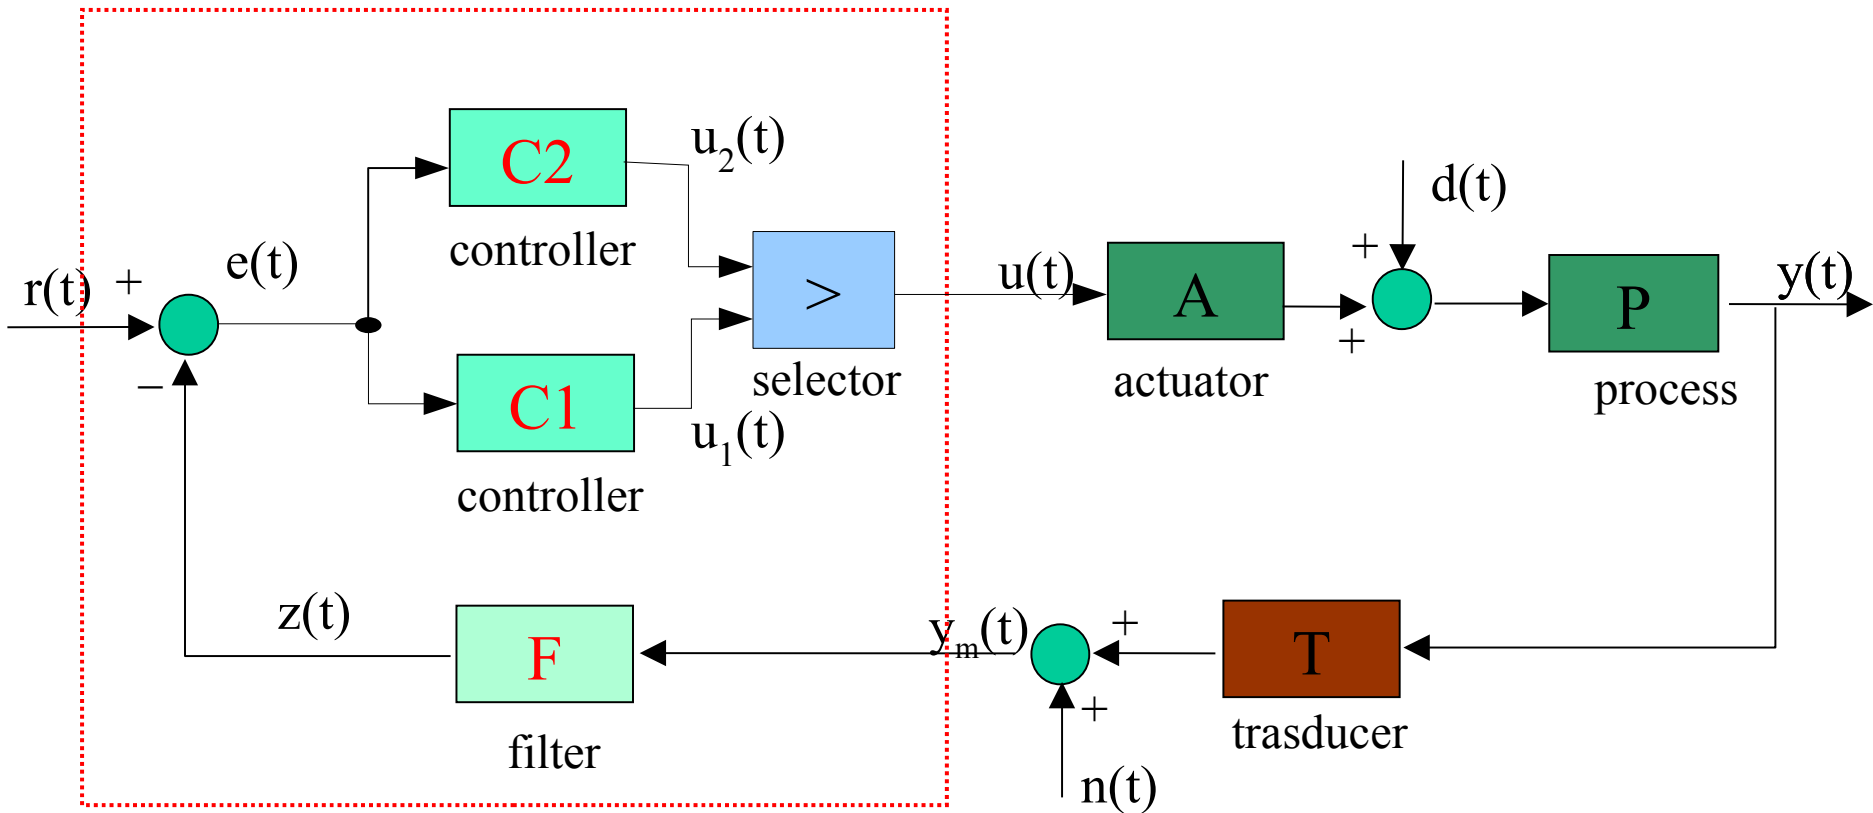 C2
controller
u2(t)
d(t)
r(t)
+
e(t)
−
>
selector
u(t)
A
actuator
+
+
P
process
y(t)
C1
controller
u1(t)
z(t)
F
filter
ym(t)
+
+
n(t)
T
trasducer